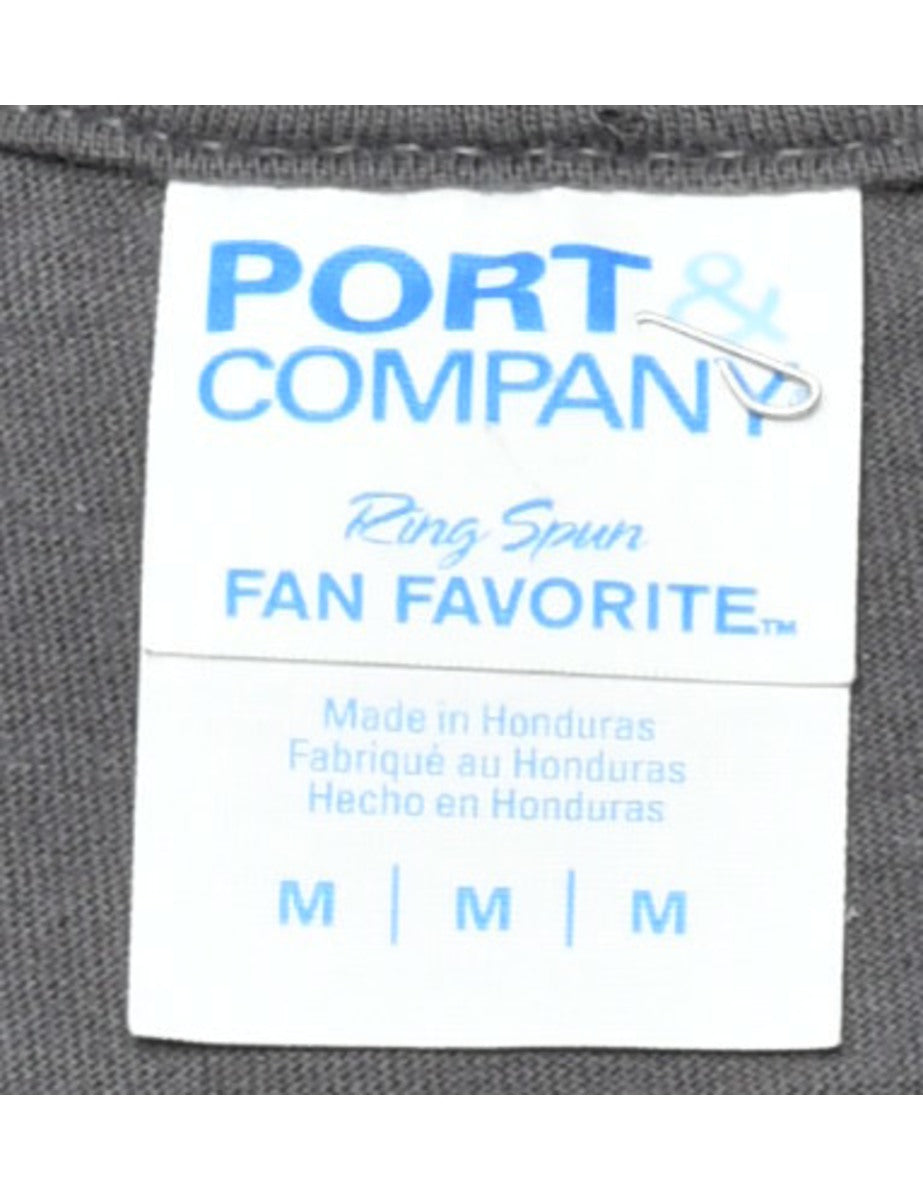 PORT &
COMPANY
Ring Spun
FAN FAVORITE™
Made in Honduras
Fabriqué au Honduras
Hecho en Honduras
M | M | M